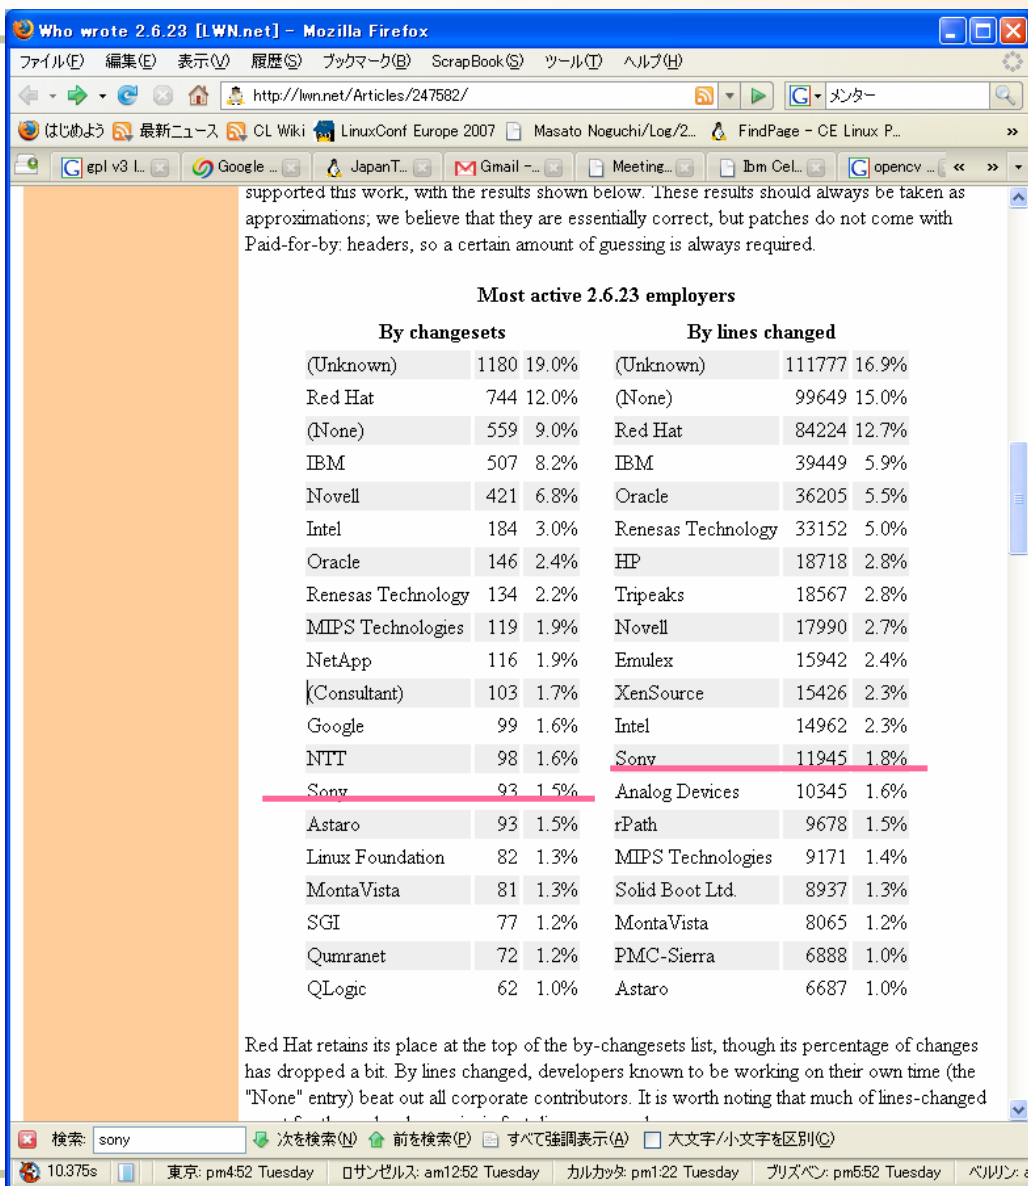 Who wrote 2.6.23 [LWN.net] - Mozilla Firefox
ファイル(F) 編集(E) 表示(V) 履歴(S) ブックマーク(B) ScrapBook(S) ツール(T) ヘルプ(H)
http://lwn.net/Articles/247582/ G メンター
はじめよう 最新ニュース CL Wiki LinuxConf Europe 2007 Masato Noguchi/Log/2... FindPage - CE Linux P... »
gpl v3 l... Google ... JapanT... Gmail -... Meeting... Ibm Cel... opencv ... « »
supported this work, with the results shown below. These results should always be taken as
approximations; we believe that they are essentially correct, but patches do not come with
Paid-for-by: headers, so a certain amount of guessing is always required.
Most active 2.6.23 employers
By changesets By lines changed
(Unknown) 1180 19.0% (Unknown) 111777 16.9%
Red Hat 744 12.0% (None) 99649 15.0%
(None) 559 9.0% Red Hat 84224 12.7%
IBM 507 8.2% IBM 39449 5.9%
Novell 421 6.8% Oracle 36205 5.5%
Intel 184 3.0% Renesas Technology 33152 5.0%
Oracle 146 2.4% HP 18718 2.8%
Renesas Technology 134 2.2% Tripeaks 18567 2.8%
MIPS Technologies 119 1.9% Novell 17990 2.7%
NetApp 116 1.9% Emulex 15942 2.4%
(Consultant) 103 1.7% XenSource 15426 2.3%
Google 99 1.6% Intel 14962 2.3%
NTT 98 1.6% Sony 11945 1.8%
Sony 93 1.5% Analog Devices 10345 1.6%
Astaro 93 1.5% rPath 9678 1.5%
Linux Foundation 82 1.3% MIPS Technologies 9171 1.4%
MontaVista 81 1.3% Solid Boot Ltd. 8937 1.3%
SGI 77 1.2% MontaVista 8065 1.2%
Qumranet 72 1.2% PMC-Sierra 6888 1.0%
QLogic 62 1.0% Astaro 6687 1.0%
Red Hat retains its place at the top of the by-changesets list, though its percentage of changes
has dropped a bit. By lines changed, developers known to be working on their own time (the
"None" entry) beat out all corporate contributors. It is worth noting that much of lines-changed
検索: sony 次を検索(N) 前を検索(P) すべて強調表示(A) 大文字/小文字を区別(C)
10.375s 東京: pm4:52 Tuesday ロサンゼルス: am12:52 Tuesday カルカッタ: pm1:22 Tuesday ブリズベン: pm5:52 Tuesday ベルリン: a